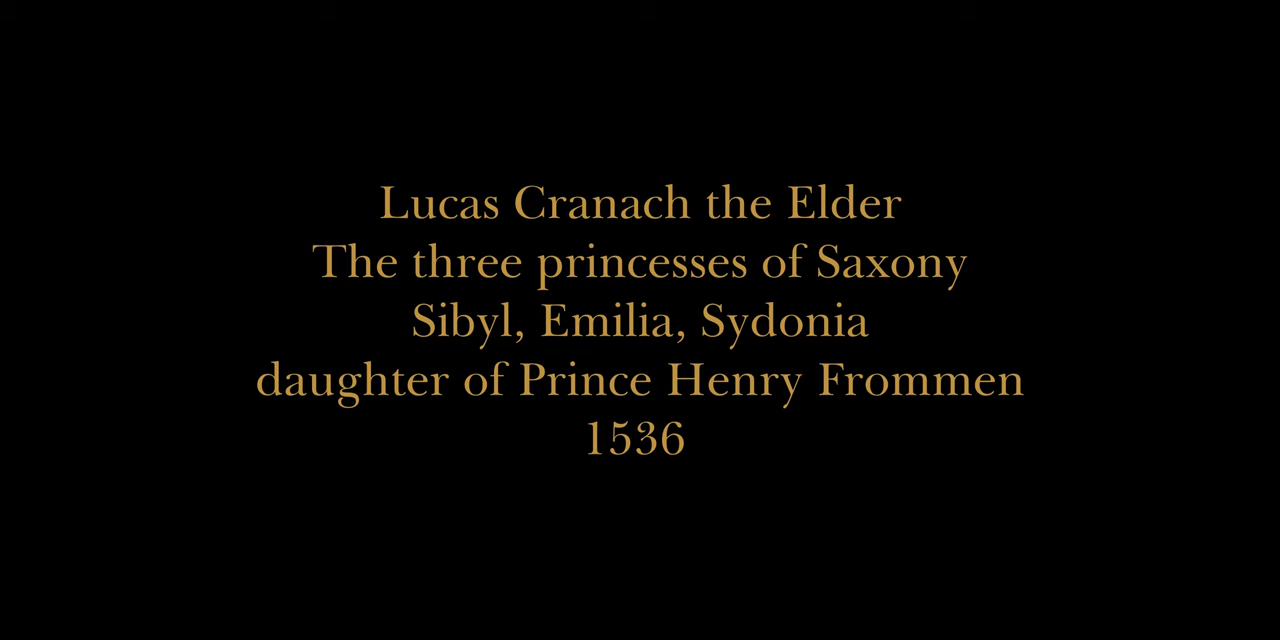 Lucas Cranach the Elder
The three princesses of Saxony
Sibyl, Emilia, Sydonia
daughter of Prince Henry Frommen
1536